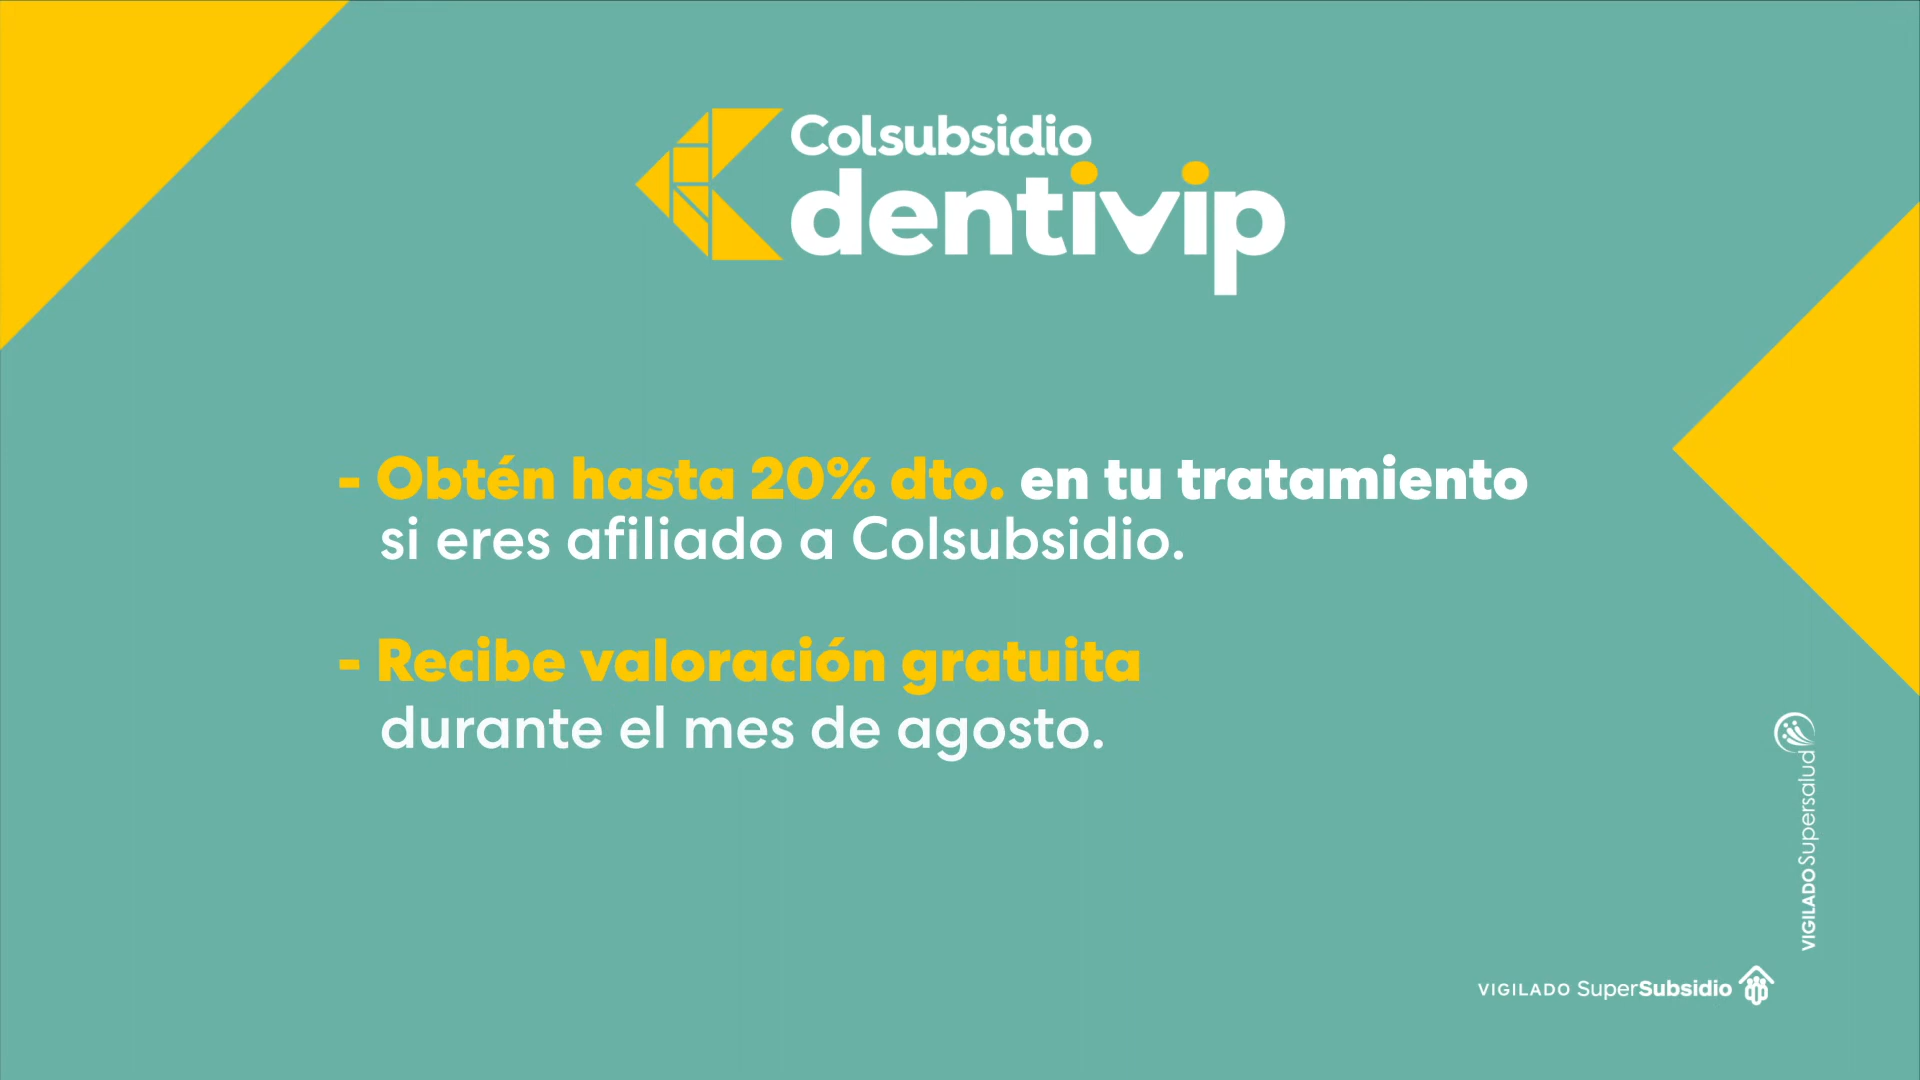 Colsubsidio
dentivip
- Obtén hasta 20% dto. en tu tratamiento
si eres afiliado a Colsubsidio.
- Recibe valoración gratuita
durante el mes de agosto.
VIGILADO Supersalud
VIGILADO SuperSubsidio